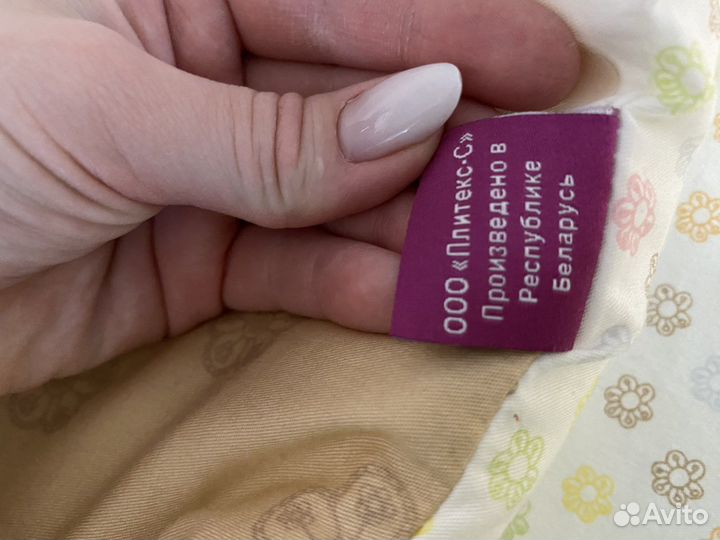 ООО «Плитекс-С»
Произведено в
Республике
Беларусь
Avito